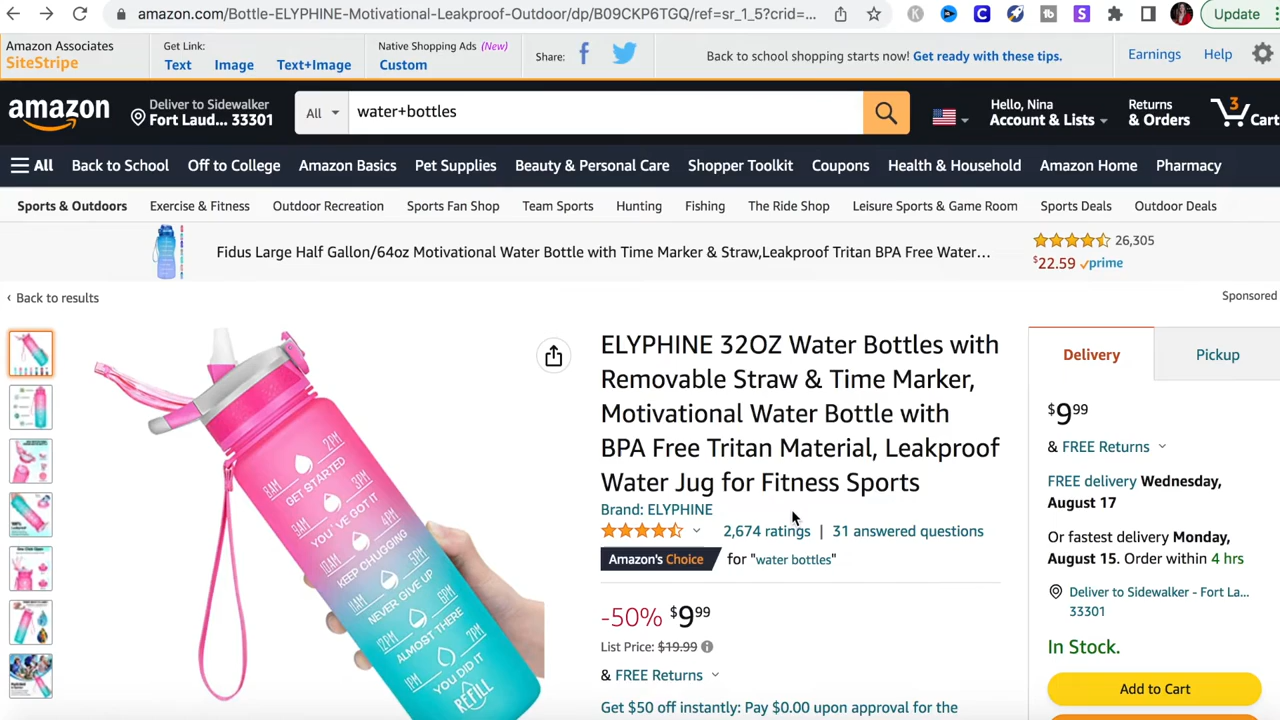 amazon.com/Bottle-ELYPHINE-Motivational-Leakproof-Outdoor/dp/B09CKP6TGQ/ref=sr_1_5?crid=...
Update
Amazon Associates
SiteStripe
Get Link:
Text Image Text+Image
Native Shopping Ads (New)
Custom
Share:
Back to school shopping starts now! Get ready with these tips.
Earnings
Help
amazon
Deliver to Sidewalker
Fort Laud... 33301
All
water+bottles
Hello, Nina
Account & Lists
Returns
& Orders
3
Cart
All
Back to School
Off to College
Amazon Basics
Pet Supplies
Beauty & Personal Care
Shopper Toolkit
Coupons
Health & Household
Amazon Home
Pharmacy
Sports & Outdoors
Exercise & Fitness
Outdoor Recreation
Sports Fan Shop
Team Sports
Hunting
Fishing
The Ride Shop
Leisure Sports & Game Room
Sports Deals
Outdoor Deals
Fidus Large Half Gallon/64oz Motivational Water Bottle with Time Marker & Straw,Leakproof Tritan BPA Free Water...
26,305
$22.59 prime
‹ Back to results
Sponsored
ELYPHINE 32OZ Water Bottles with
Removable Straw & Time Marker,
Motivational Water Bottle with
BPA Free Tritan Material, Leakproof
Water Jug for Fitness Sports
Brand: ELYPHINE
2,674 ratings | 31 answered questions
Amazon's Choice for "water bottles"
-50% $9 99
List Price: $19.99
& FREE Returns
Get $50 off instantly: Pay $0.00 upon approval for the
Delivery
Pickup
$9 99
& FREE Returns
FREE delivery Wednesday,
August 17
Or fastest delivery Monday,
August 15. Order within 4 hrs
Deliver to Sidewalker - Fort La...
33301
In Stock.
Add to Cart
8AM GET STARTED 2PM
9AM YOU'VE GOT IT 3PM
10AM KEEP CHUGGING 4PM
11AM NEVER GIVE UP 5PM
12PM ALMOST THERE 6PM
1PM YOU DID IT 7PM
REFILL